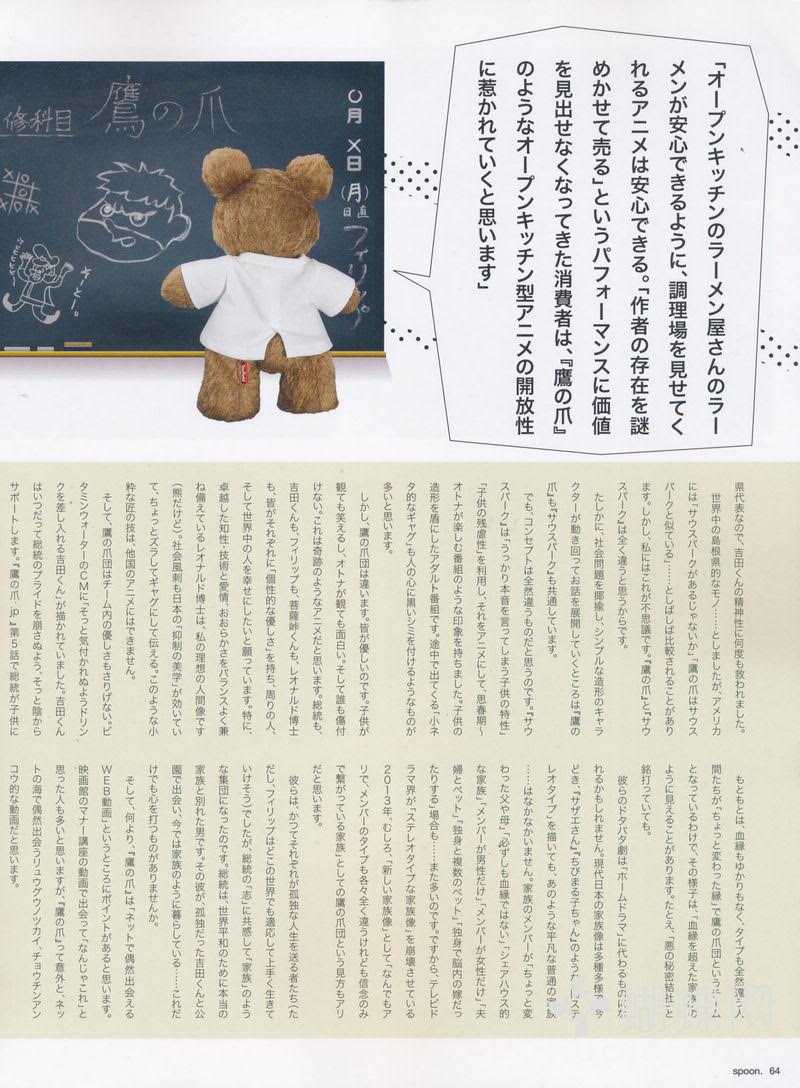 「オープンキッチンのラーメン屋さんのラー
メンが安心できるように、調理場を見せてく
れるアニメは安心できる。「作者の存在を謎
めかせて売る」というパフォーマンスに価値
を見出せなくなってきた消費者は、『鷹の爪』
のようなオープンキッチン型アニメの開放性
に惹かれていくと思います」
〇月×日(月)
日直 フィリップ
鷹の爪
修科目
県代表なので、吉田くんの精神性に何度も救われました。
世界中の島根県的なモノ……としましたが、アメリカ
には「サウスパークがあるじゃないか」「鷹の爪はサウス
パークと似ている」……としばしば比較されることがあり
ます。しかし、私にはこれが不思議です。『鷹の爪』と『サウ
スパーク』は全く違うと思うからです。
たしかに、社会問題を揶揄し、シンプルな造形のキャラ
クターが動き回ってお話を展開していくところは『鷹の
爪』も『サウスパーク』も共通しています。
でも、コンセプトは全然違うものだと思うのです。『サウ
スパーク』は「うっかり本音を言ってしまう子供の特性」
「子供の残虐性」を利用し、それをアニメにして、思春期〜
オトナが楽しむ番組のような印象を持ちました。子供の
造形を盾にしたアダルト番組です。途中で出てくる「小ネ
タ的なギャグ」も人の心に黒いシミを付けるようなものが
多いと思います。
しかし、鷹の爪団は違います。皆が優しいのです。子供が
観ても笑えるし、オトナが観ても面白い。そして誰も傷付
けない。これは奇跡のようなアニメだと思います。総統も、
吉田くんも、フィリップも、菩薩峠くんも、レオナルド博士
も、皆がそれぞれに「個性的な優しさ」を持ち、周りの人、
そして世界中の人を幸せにしたいと願っています。特に、
卓越した知性・技術と愛情、おおらかさをバランスよく兼
ね備えているレオナルド博士は、私の理想の人間像です
(熊だけど)。社会風刺も日本の「抑制の美学」が効いてい
て、ちょっとズラしてギャグにして伝える。このような小
粋な匠の技は、他国のアニメにはできません。
そして、鷹の爪団はチーム内の優しさもさりげない。ビ
タミンウォーターのCMに「そっと気付かれぬようドリン
クを差し入れる吉田くん」が描かれていました。吉田くん
はいつだって総統のプライドを崩さぬよう、そっと陰から
サポートします。『鷹の爪.jp』第5話で総統が子供に
もともとは、血縁もゆかりもなく、タイプも全然違う人
間たちが「ちょっと変わった縁」で鷹の爪団というチーム
となっているわけで、その様子は「血縁を超えた家族」の
ように見えることがあります。たとえ、「悪の秘密結社」と
銘打っていても。
彼らのドタバタ劇は「ホームドラマ」に代わるものにな
れるかもしれません。現代日本の家族像は多種多様で、今
どき『サザエさん』『ちびまる子ちゃん』のようなステ
レオタイプ』を描いても、あのような平凡な普通の家族
……はなかなかいません。家族のメンバーが「ちょっと変
わった父や母」「必ずしも血縁ではない」「シェアハウス的
な家族」「メンバーが男性だけ」「メンバーが女性だけ」「夫
婦とペット」「独身と複数のペット」「独身で脳内の嫁だっ
たりする」場合も……また多いのです。ですから、テレビド
ラマ界が「ステレオタイプな家族像」を崩壊させている
2013年、むしろ、「新しい家族像」として、「なんでもア
リで、メンバーのタイプも各々全く違うけれども信念のみ
で繋がっている家族」としての鷹の爪団という見方もアリ
だと思います。
彼らは、かつてそれぞれが孤独な人生を送る者たち(た
だし、フィリップはどこの世界でも適応して上手く生きて
いけそう)でしたが、総統の「志」に共感して「家族」のよう
な集団になったのです。総統は、世界平和のために本当の
家族と別れた男です。その彼が、孤独だった吉田くんと公
園で出会い、今では家族のように暮らしている……これだ
けでも心を打つものがありませんか。
そして、何より、『鷹の爪』は「ネットで偶然出会える
WEB動画」というところにポイントがあると思います。
映画館のマナー講座の動画で出会って「なんじゃこれ」と
思った人も多いと思いますが、『鷹の爪』って意外と、ネッ
トの海で偶然出会うリュウグウノツカイ、チョウチンアン
コウ的な動画だと思います。
spoon. 64